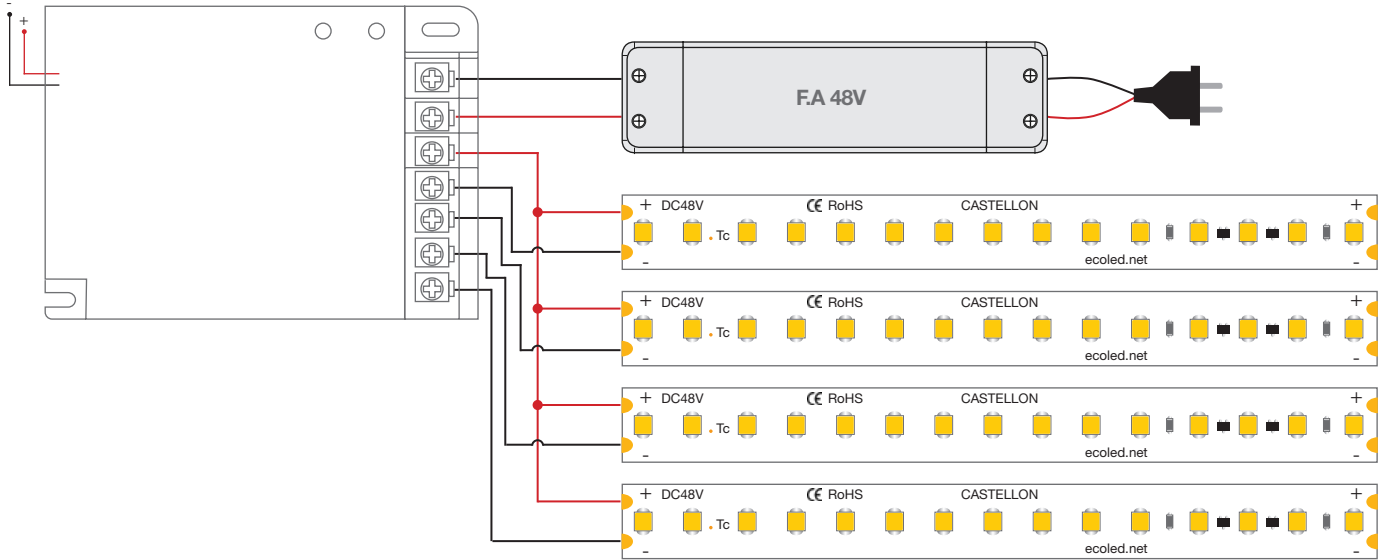 -
+
F.A 48V
+ DC48V CE RoHS CASTELLON +
. Tc
- ecoled.net -
+ DC48V CE RoHS CASTELLON +
. Tc
- ecoled.net -
+ DC48V CE RoHS CASTELLON +
. Tc
- ecoled.net -
+ DC48V CE RoHS CASTELLON +
. Tc
- ecoled.net -